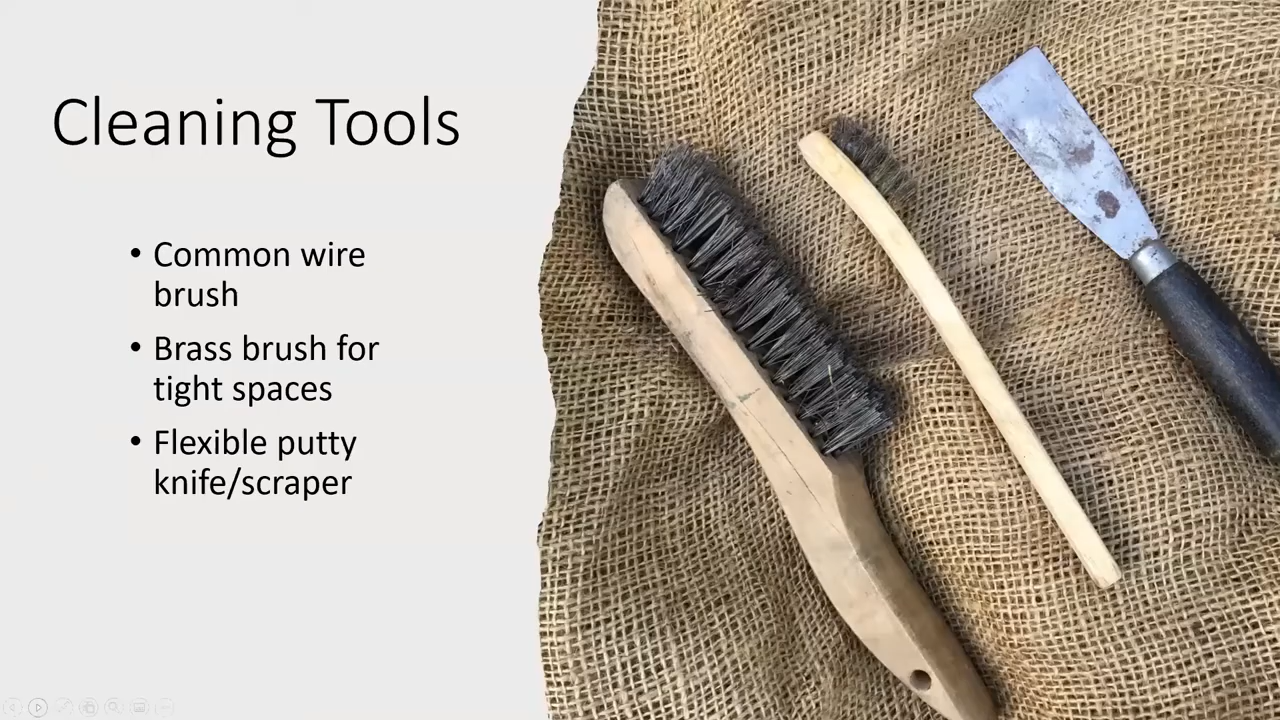 Cleaning Tools
• Common wire
brush
• Brass brush for
tight spaces
• Flexible putty
knife/scraper